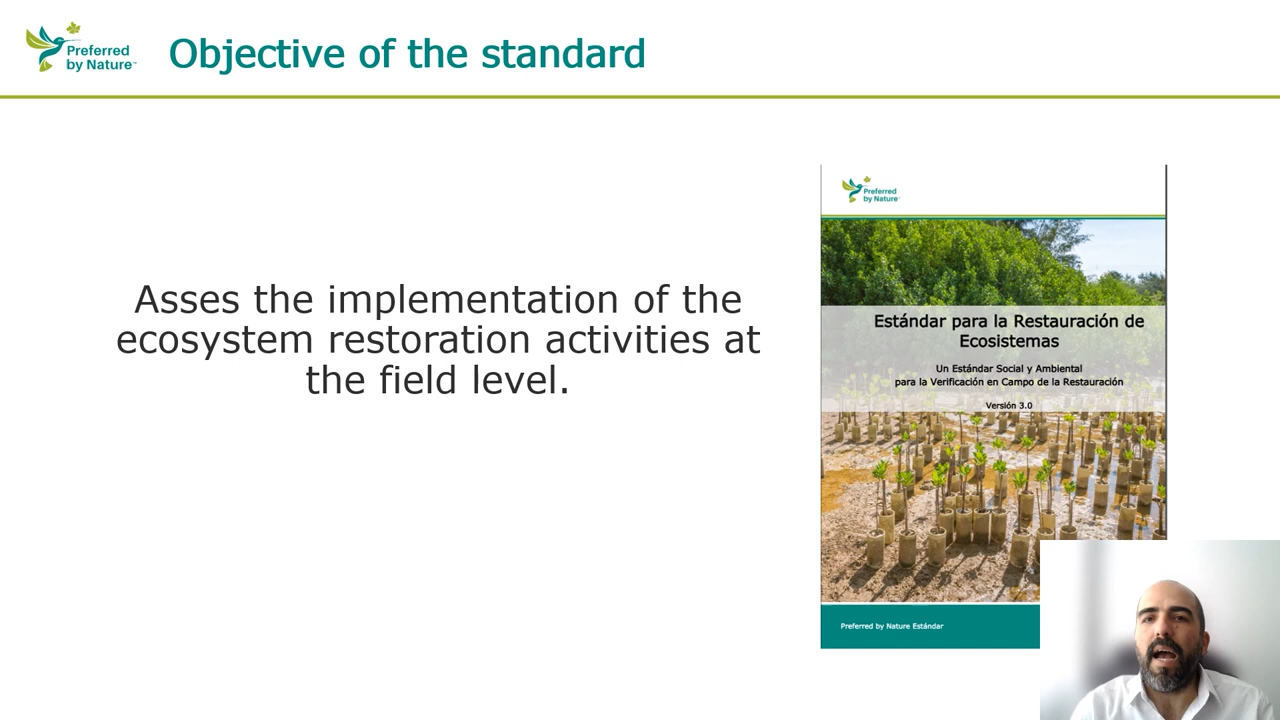 Preferred
by Nature™
Objective of the standard
Asses the implementation of the
ecosystem restoration activities at
the field level.
Preferred
by Nature™
Estándar para la Restauración de
Ecosistemas
Un Estándar Social y Ambiental
para la Verificación en Campo de la Restauración
Versión 3.0
Preferred by Nature Estándar